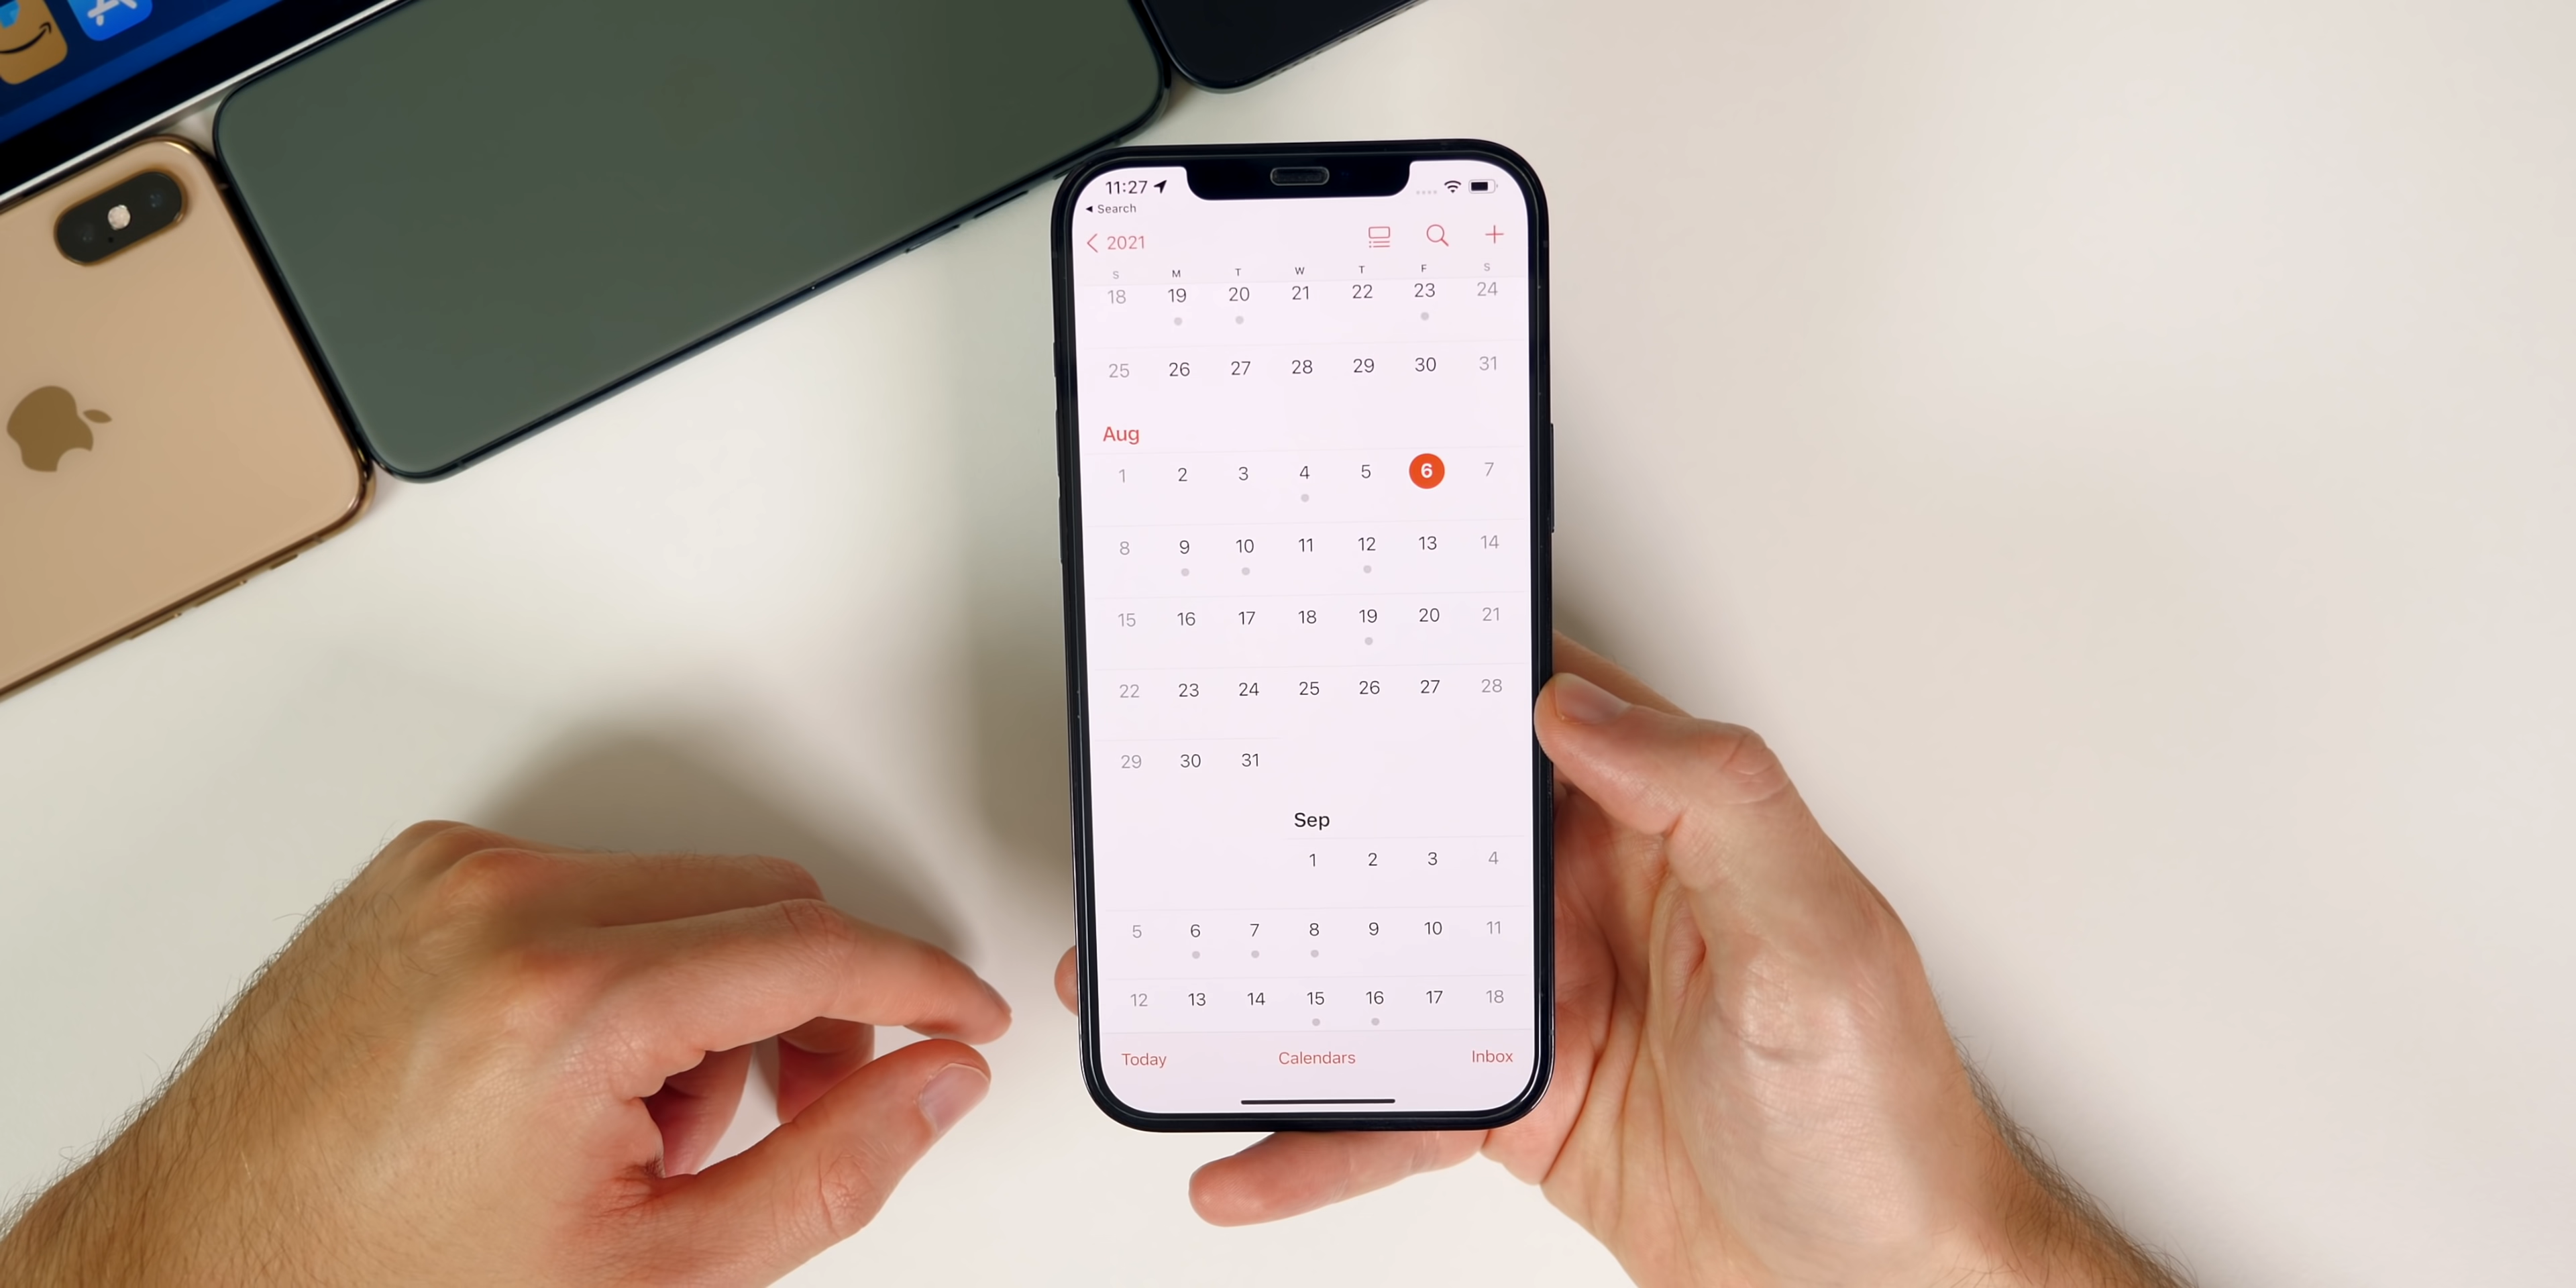 11:27
◀ Search
2021
S M T W T F S
18 19 20 21 22 23 24
25 26 27 28 29 30 31
Aug
1 2 3 4 5 6 7
8 9 10 11 12 13 14
15 16 17 18 19 20 21
22 23 24 25 26 27 28
29 30 31
Sep
1 2 3 4
5 6 7 8 9 10 11
12 13 14 15 16 17 18
Today Calendars Inbox